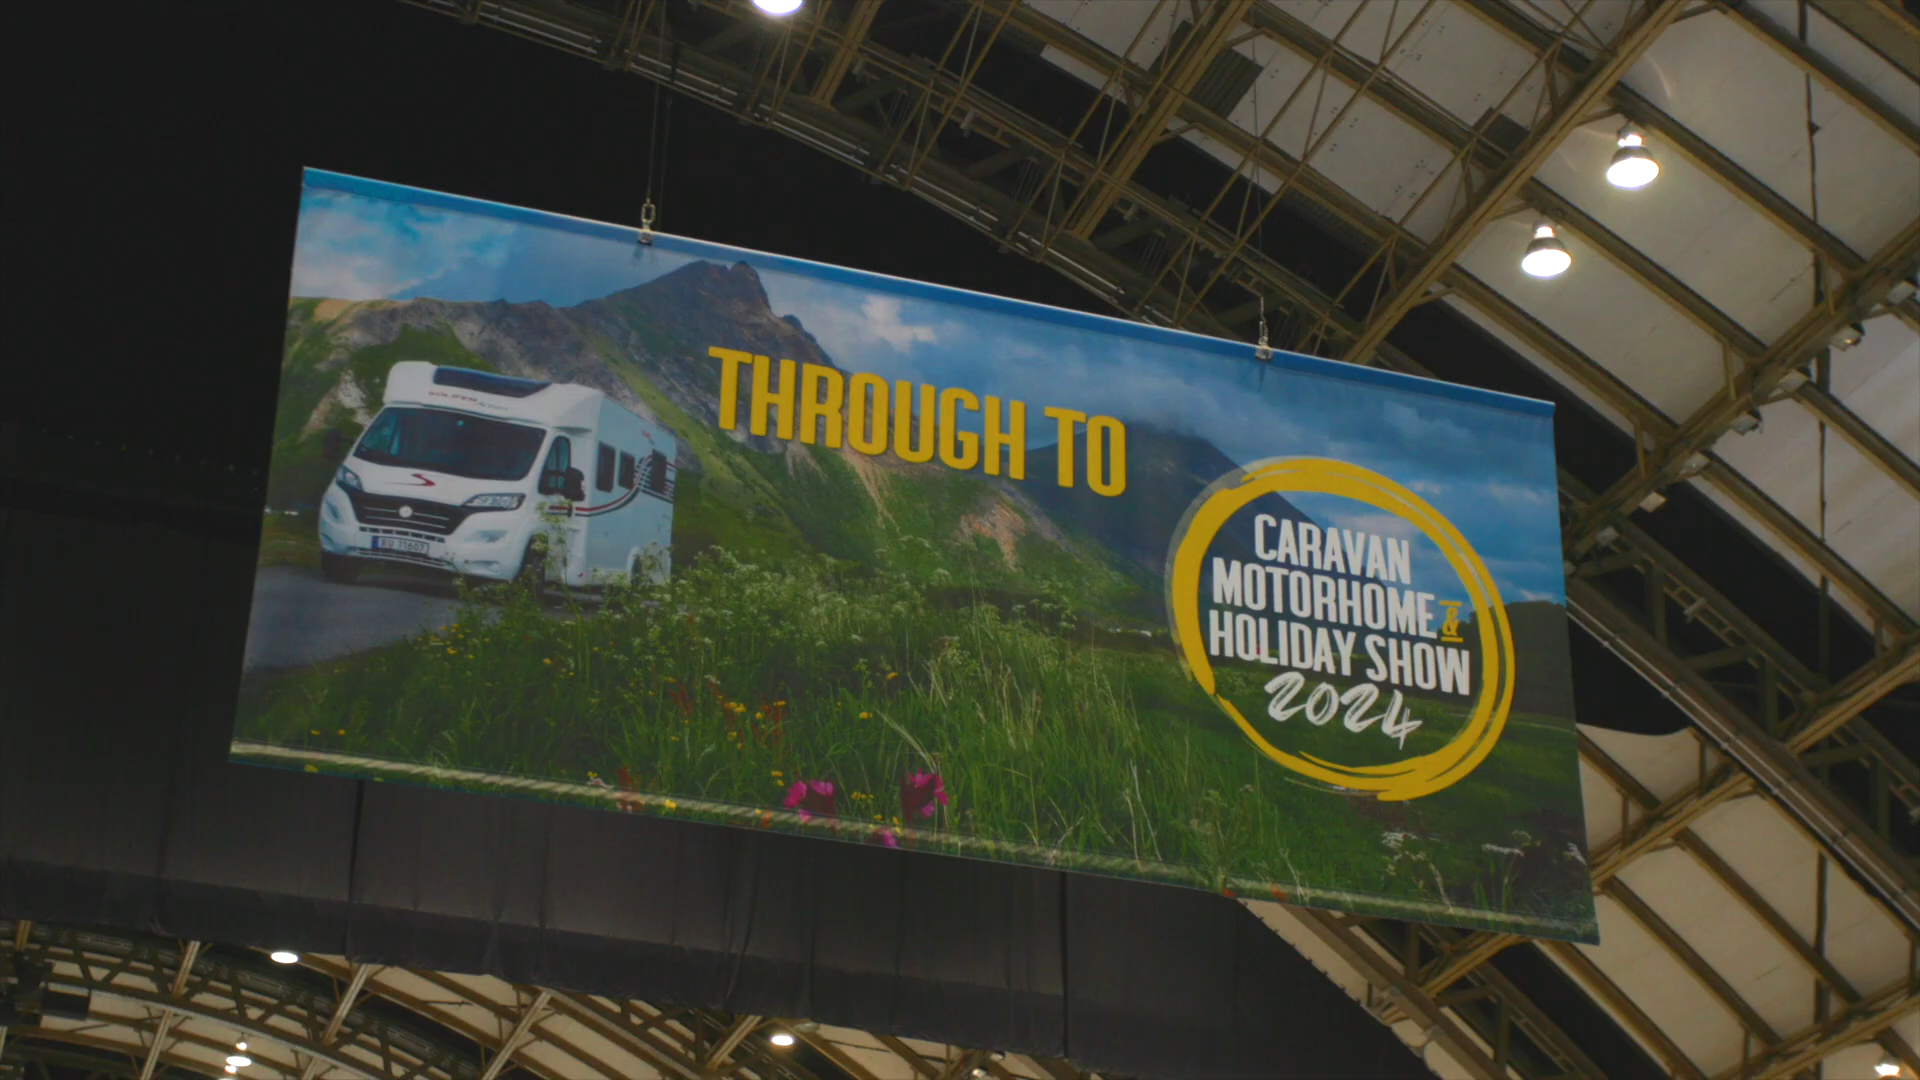 THROUGH TO
CARAVAN
MOTORHOME &
HOLIDAY SHOW
2024